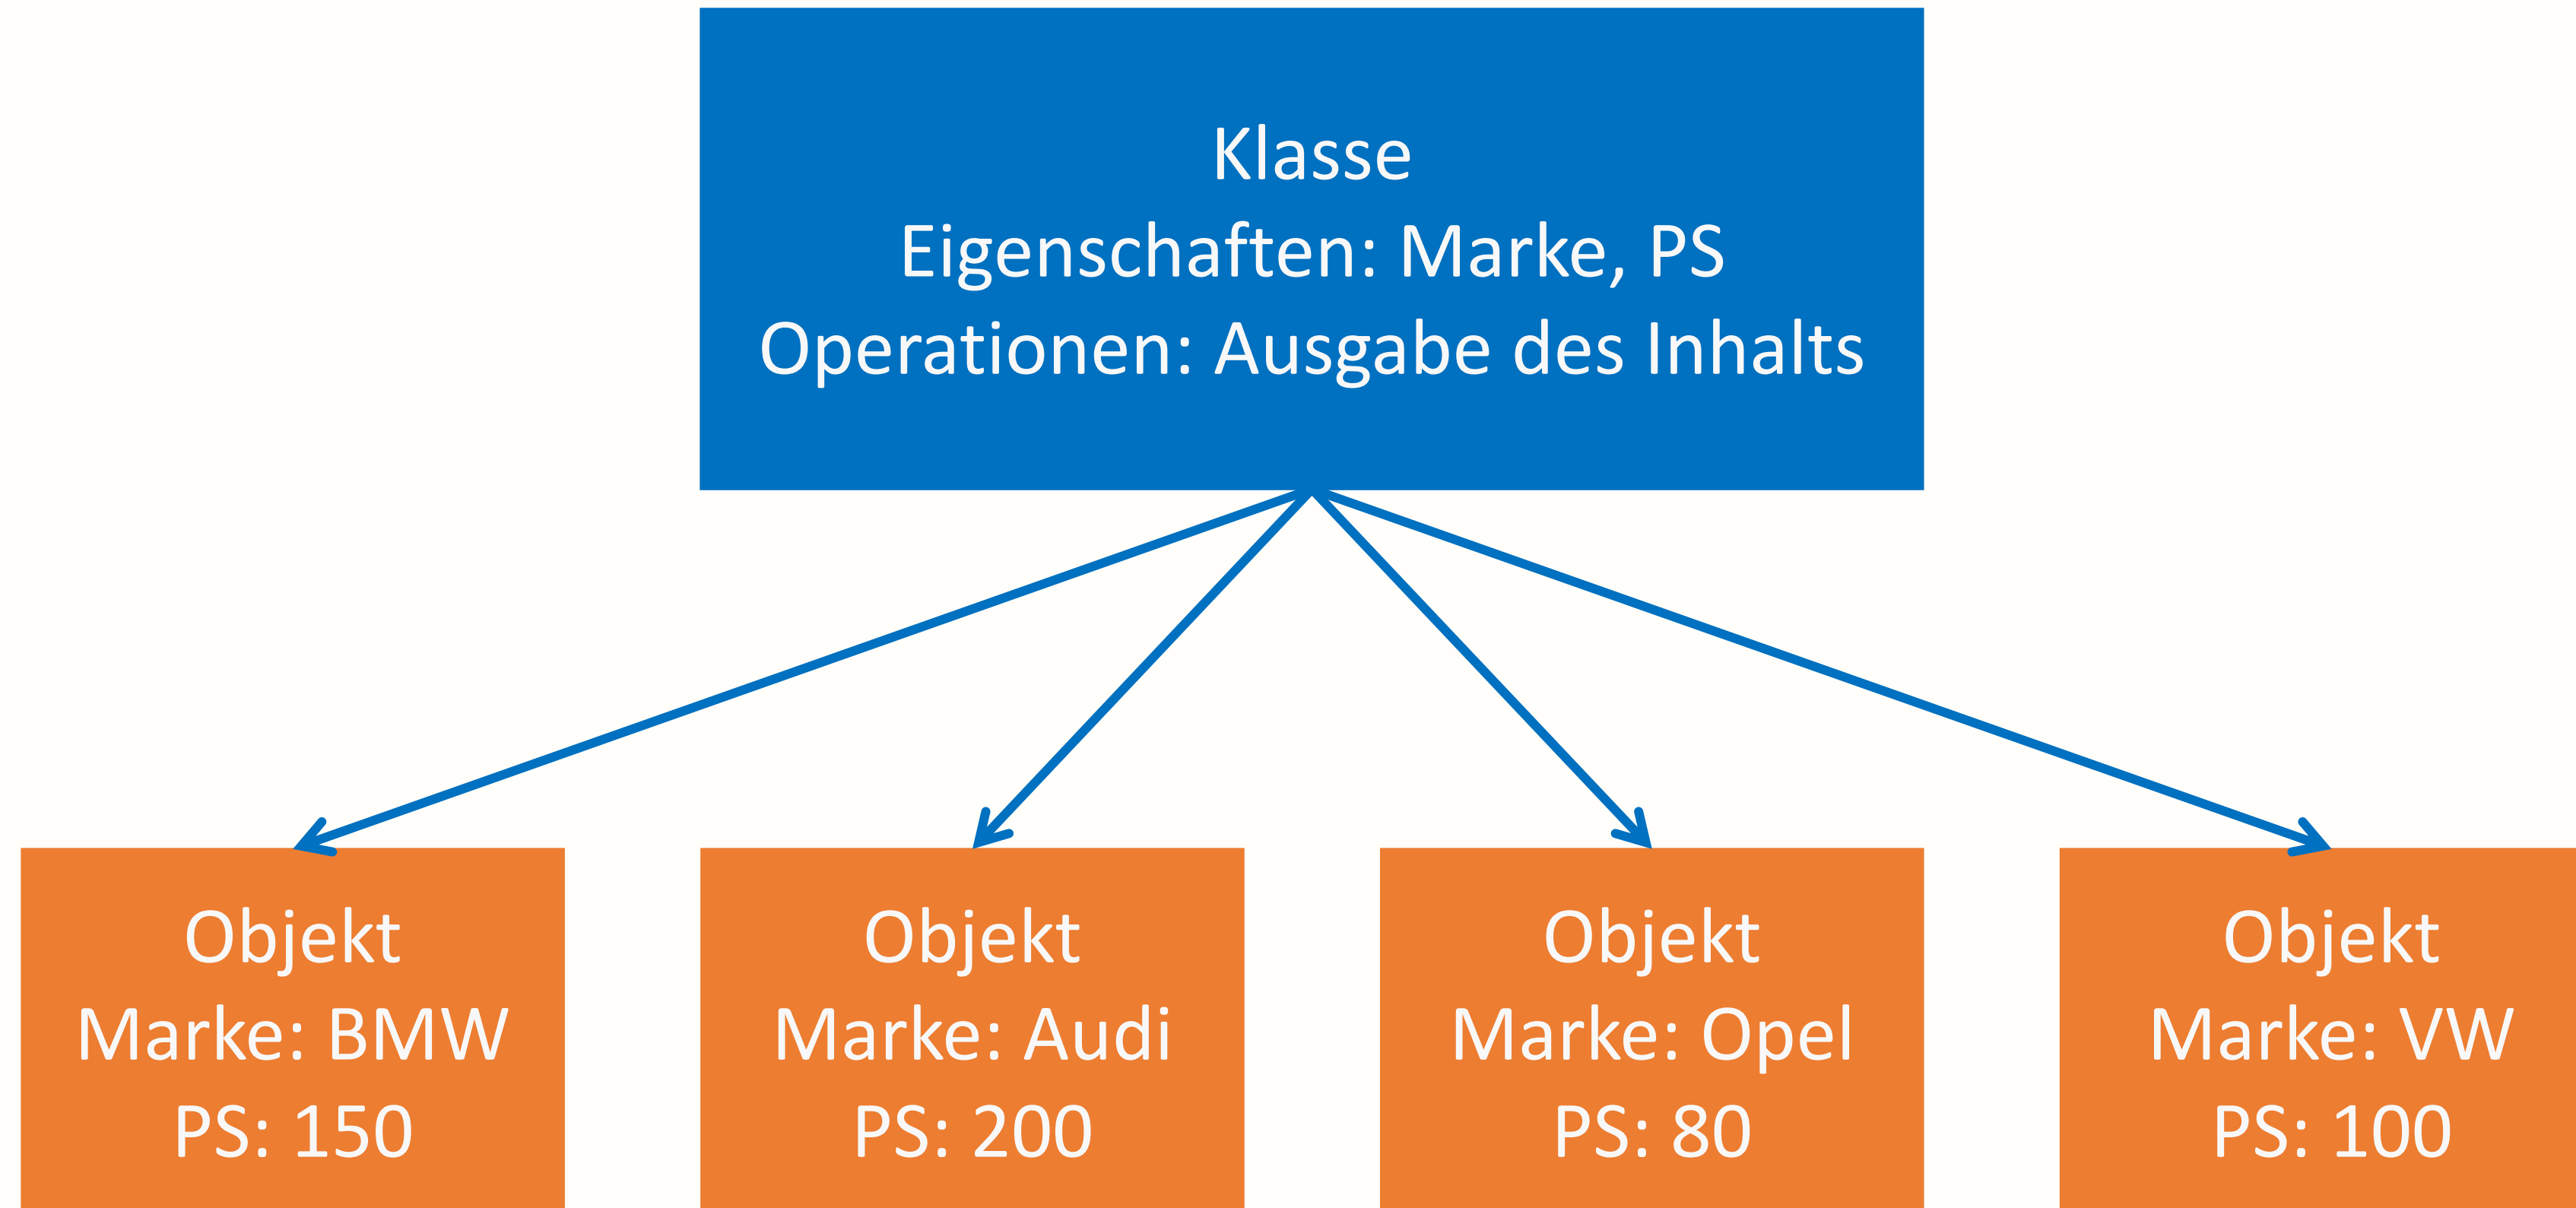 Klasse
Eigenschaften: Marke, PS
Operationen: Ausgabe des Inhalts
Objekt
Marke: BMW
PS: 150
Objekt
Marke: Audi
PS: 200
Objekt
Marke: Opel
PS: 80
Objekt
Marke: VW
PS: 100